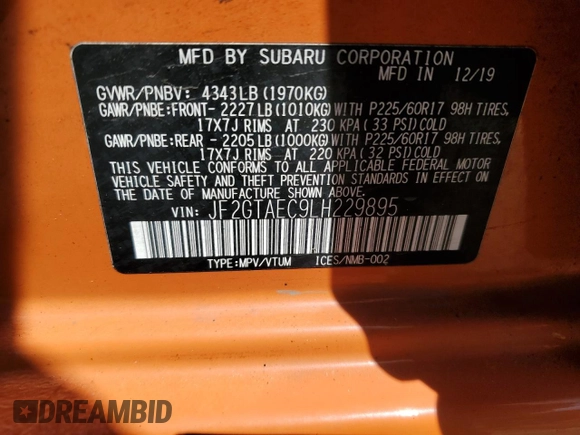 MFD BY SUBARU CORPORATION
MFD IN 12/19
GVWR/PNBV: 4343LB(1970KG)
GAWR/PNBE:FRONT-2227LB(1010KG)WITH P225/60R17 98H TIRES,
17X7J RIMS AT 230 KPA(33 PSI)COLD
GAWR/PNBE:REAR -2205LB(1000KG)WITH P225/60R17 98H TIRES,
17X7J RIMS AT 220 KPA(32 PSI)COLD
THIS VEHICLE CONFORMS TO ALL APPLICABLE FEDERAL MOTOR
VEHICLE SAFETY AND THEFT PREVENTION STANDARDS IN EFFECT ON
THE DATE OF MANUFACTURE SHOWN ABOVE.
VIN: JF2GTAEC9LH229895
TYPE:MPV/VTUM ICES/NMB-002
DREAMBID